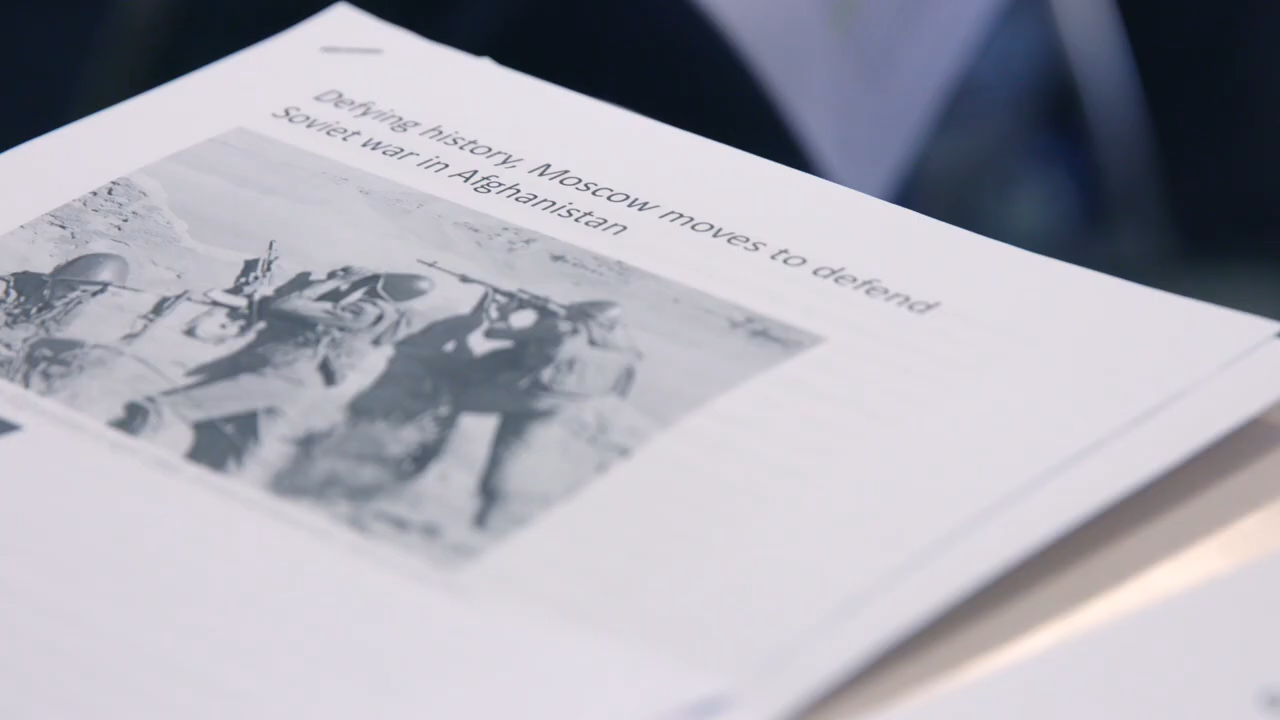 Defying history, Moscow moves to defend
Soviet war in Afghanistan